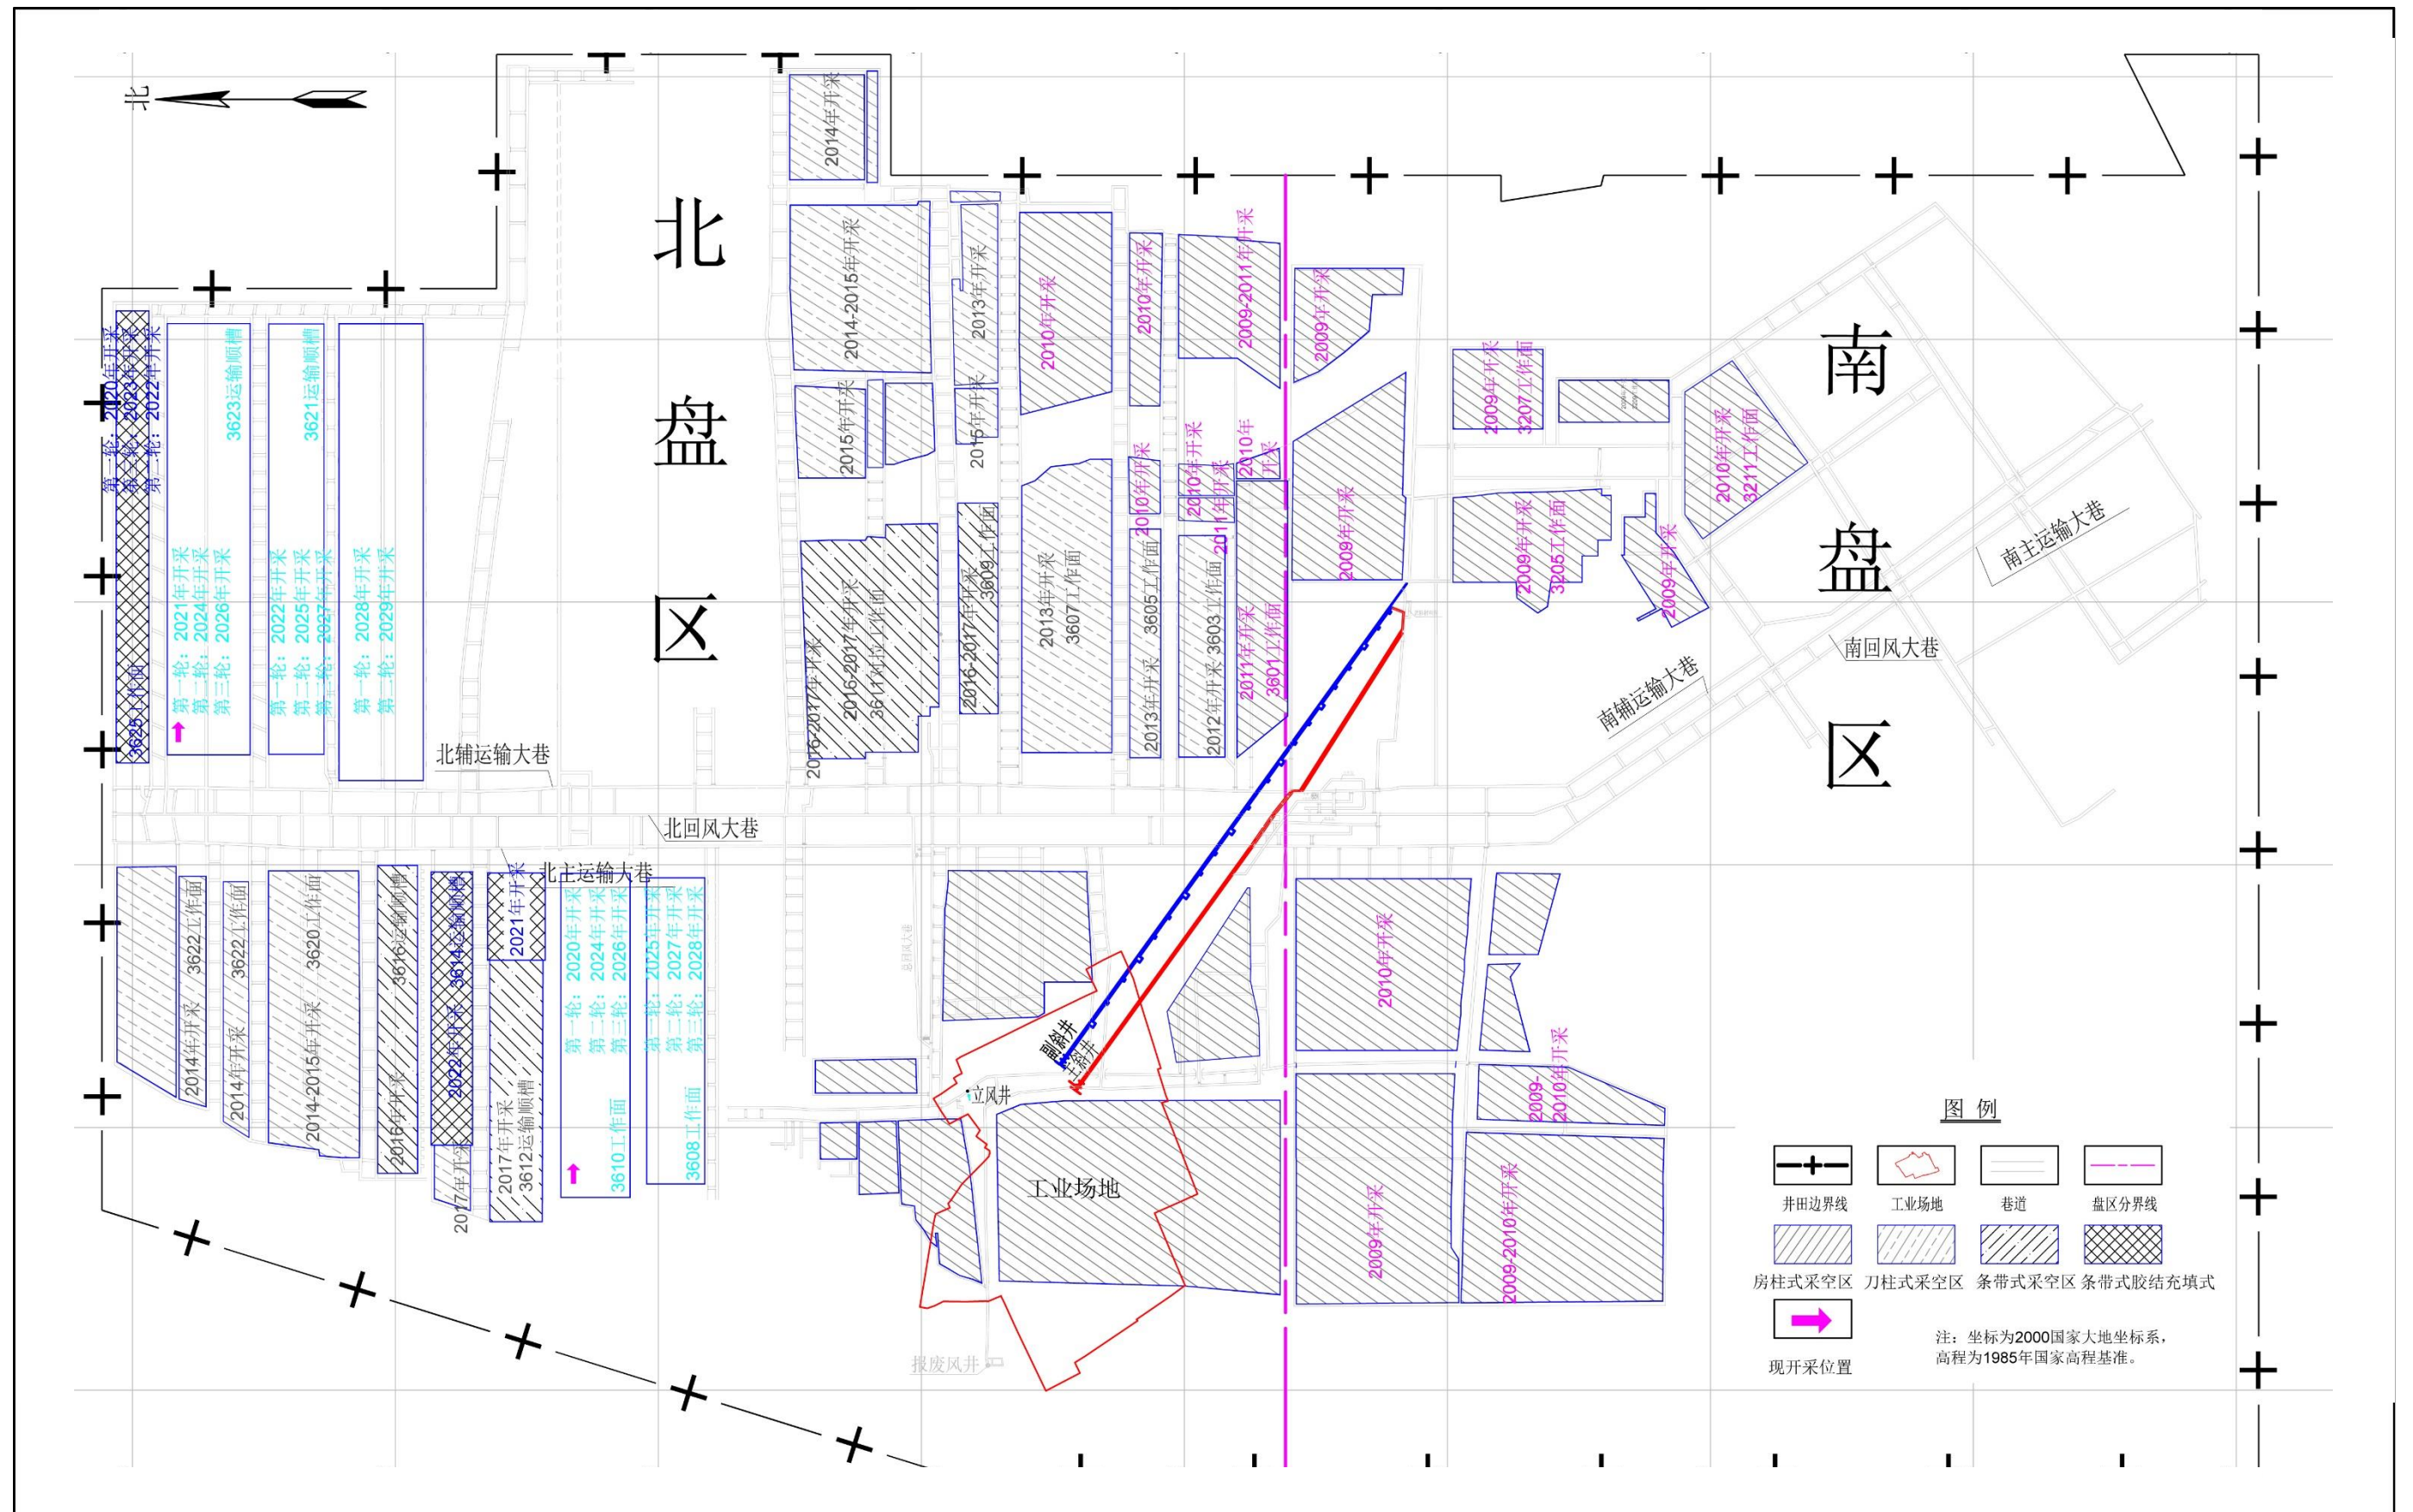 北
北
盘
区
南
盘
区
2014年开采
2014-2015年开采
2013年开采
2010年开采
2010年开采
2009-2011年开采
2009年开采
2015年开采
2015年开采
2010年开采
2010年开采
2011年开采
2010年
开采
2009年开采
2009年开采
3207工作面
2010年开采
3211工作面
2009年开采
3205工作面
2009年开采
第一轮：2020年开采
第二轮：2023年开采
第二轮：2022年开采
3625工作面
3623运输顺槽
第一轮：2021年开采
第二轮：2024年开采
第三轮：2026年开采
3621运输顺槽
第一轮：2022年开采
第二轮：2025年开采
第三轮：2027年开采
第一轮：2028年开采
第二轮：2029年开采
2016-2017年开采
2016-2017年开采
3611对拉工作面
2016-2017年开采
3609工作面
2013年开采
3607工作面
2013年开采 3605工作面
2012年开采 3603工作面
2011年开采
3601工作面
南主运输大巷
南回风大巷
南辅运输大巷
北辅运输大巷
北回风大巷
北主运输大巷
2014年开采 3622工作面
2014年开采 3622工作面
2014-2015年开采 3620工作面
2016年开采 3616运输顺槽
2022年开采 3614运输顺槽
2017年开采
2021年开采
2017年开采
3612运输顺槽
第一轮：2020年开采
第二轮：2024年开采
第三轮：2026年开采
3610工作面
第一轮：2025年开采
第二轮：2027年开采
第三轮：2028年开采
3608工作面
总回风大巷
副斜井
主斜井
立风井
工业场地
报废风井
2010年开采
2009-
2010年开采
2009年开采
2009-2010年开采
图 例
井田边界线
工业场地
巷道
盘区分界线
房柱式采空区
刀柱式采空区
条带式采空区
条带式胶结充填式
现开采位置
注：坐标为2000国家大地坐标系，
高程为1985年国家高程基准。